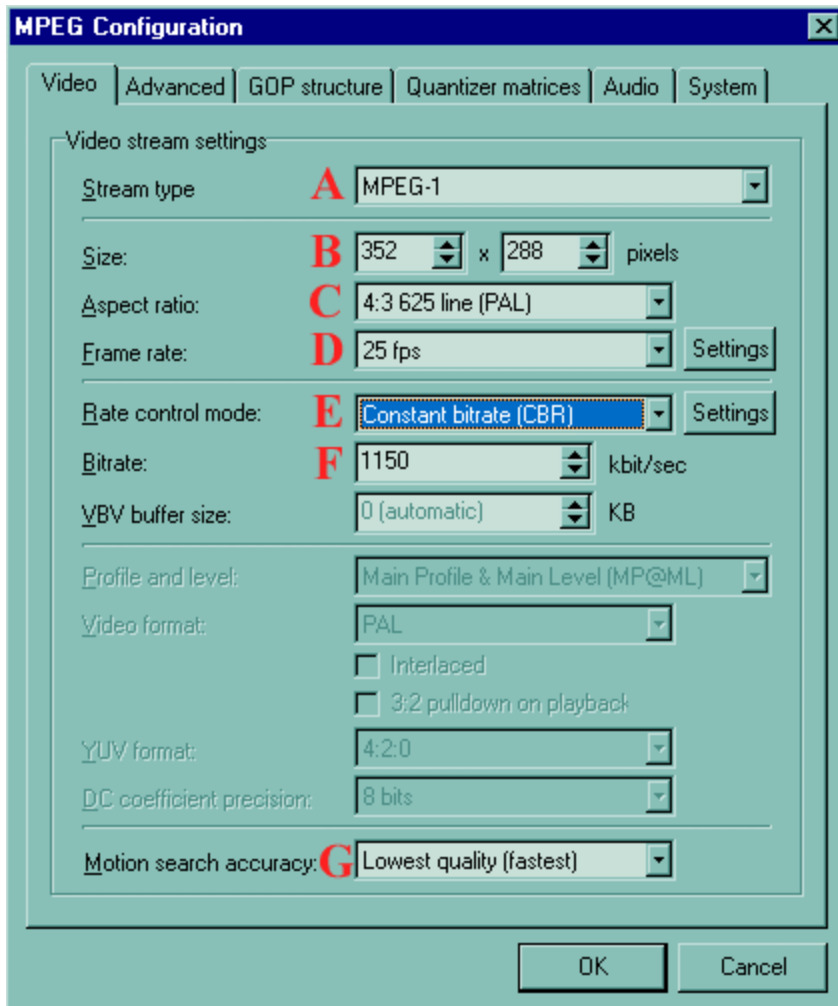 MPEG Configuration
Video Advanced GOP structure Quantizer matrices Audio System
Video stream settings
Stream type A MPEG-1
Size: B 352 x 288 pixels
Aspect ratio: C 4:3 625 line (PAL)
Frame rate: D 25 fps Settings
Rate control mode: E Constant bitrate (CBR) Settings
Bitrate: F 1150 kbit/sec
VBV buffer size: 0 (automatic) KB
Profile and level: Main Profile & Main Level (MP@ML)
Video format: PAL
Interlaced
3:2 pulldown on playback
YUV format: 4:2:0
DC coefficient precision: 8 bits
Motion search accuracy: G Lowest quality (fastest)
OK Cancel